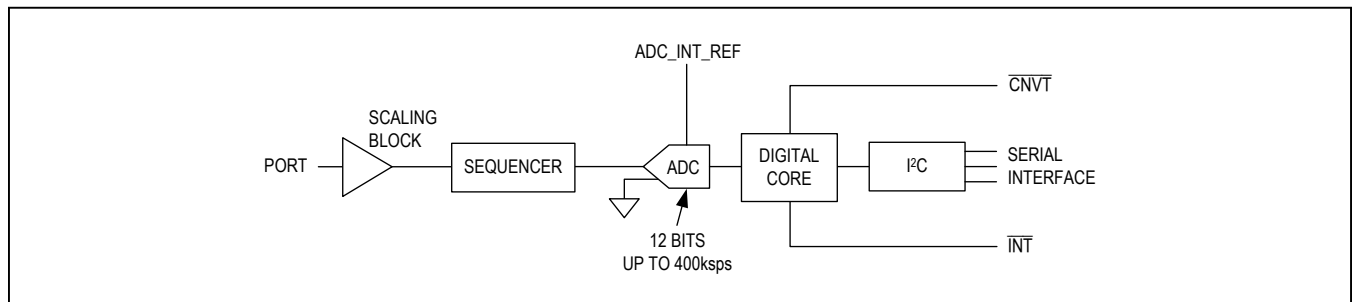 ADC_INT_REF
CNVT
SCALING
BLOCK
PORT
SEQUENCER
ADC
DIGITAL
CORE
I²C
SERIAL
INTERFACE
12 BITS
UP TO 400ksps
INT